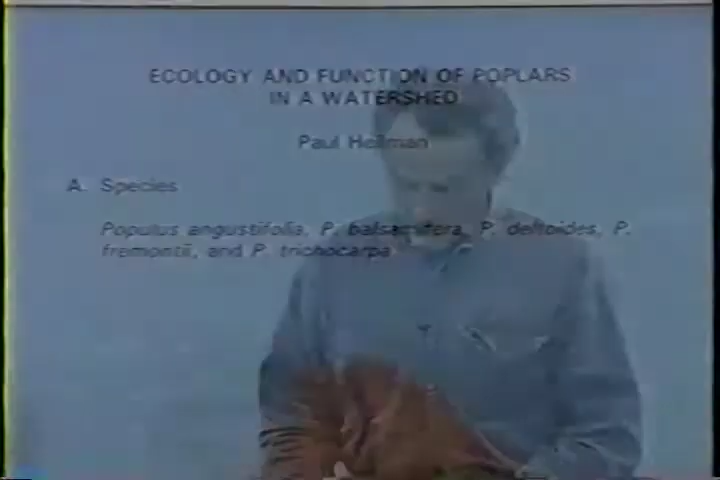 ECOLOGY AND FUNCTION OF POPLARS
IN A WATERSHED
Paul Heilman
A. Species
Populus angustifolia, P. balsamifera, P. deltoides, P.
fremontii, and P. trichocarpa